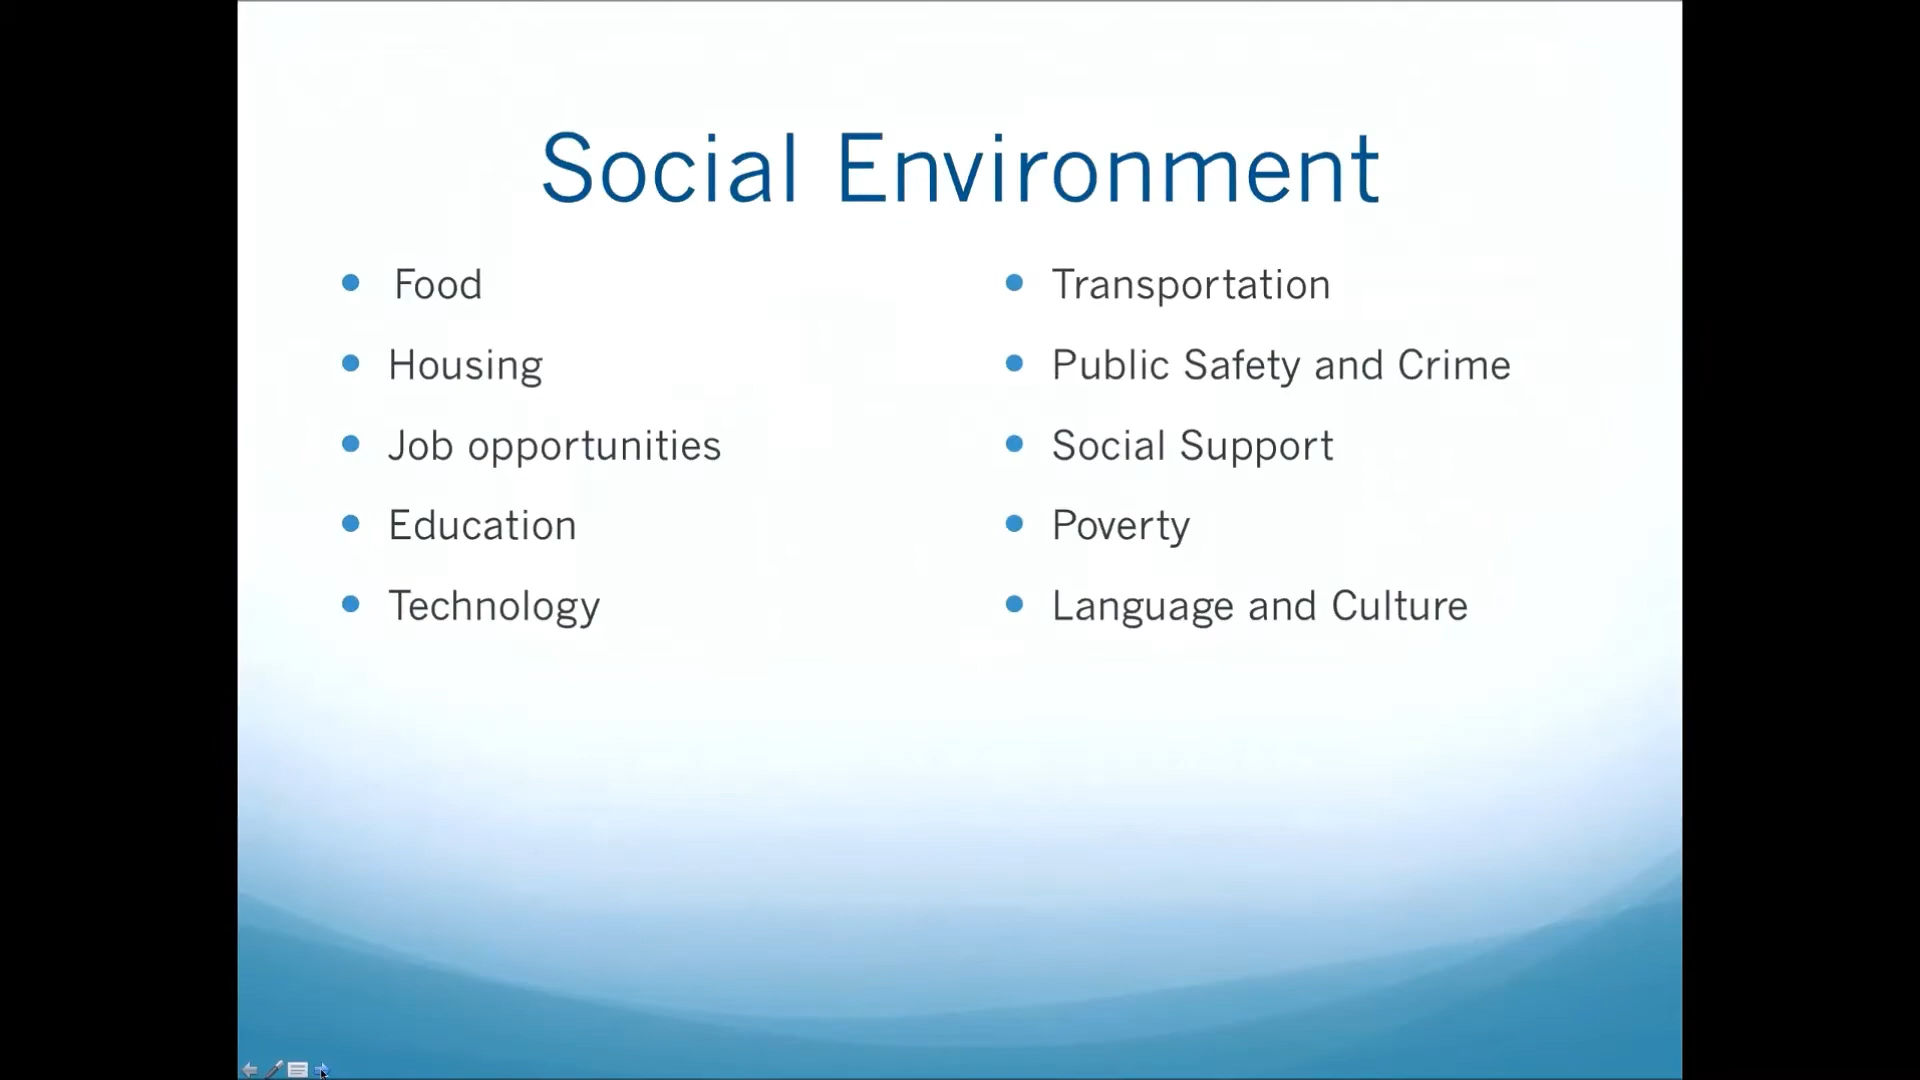 Social Environment
Food
Housing
Job opportunities
Education
Technology
Transportation
Public Safety and Crime
Social Support
Poverty
Language and Culture